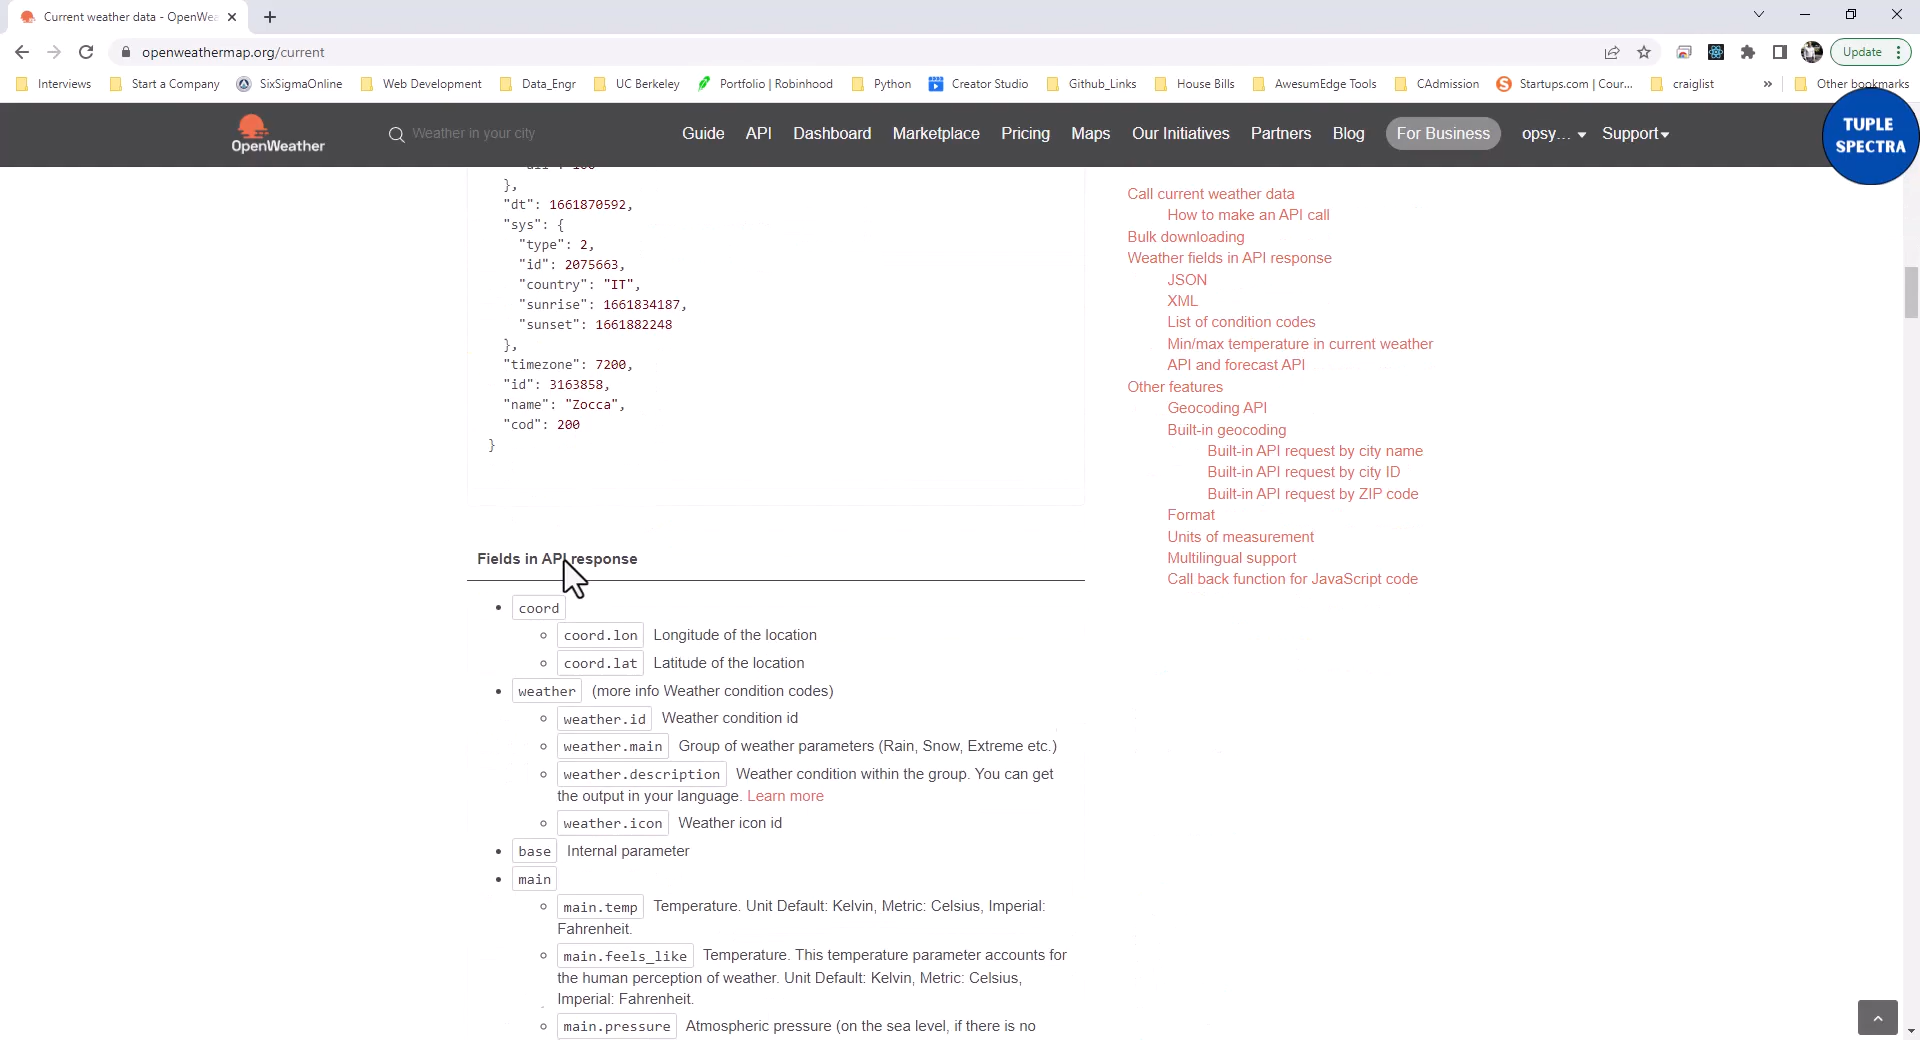 Current weather data - OpenWea
openweathermap.org/current
Update
Interviews
Start a Company
SixSigmaOnline
Web Development
Data_Engr
UC Berkeley
Portfolio | Robinhood
Python
Creator Studio
Github_Links
House Bills
AwesumEdge Tools
CAdmission
Startups.com | Cour...
craiglist
»
Other bookmarks
OpenWeather
Weather in your city
Guide
API
Dashboard
Marketplace
Pricing
Maps
Our Initiatives
Partners
Blog
For Business
opsy...
Support
TUPLE
SPECTRA
},
"dt": 1661870592,
"sys": {
"type": 2,
"id": 2075663,
"country": "IT",
"sunrise": 1661834187,
"sunset": 1661882248
},
"timezone": 7200,
"id": 3163858,
"name": "Zocca",
"cod": 200
}
Fields in API response
coord
coord.lon Longitude of the location
coord.lat Latitude of the location
weather (more info Weather condition codes)
weather.id Weather condition id
weather.main Group of weather parameters (Rain, Snow, Extreme etc.)
weather.description Weather condition within the group. You can get
the output in your language. Learn more
weather.icon Weather icon id
base Internal parameter
main
main.temp Temperature. Unit Default: Kelvin, Metric: Celsius, Imperial:
Fahrenheit.
main.feels_like Temperature. This temperature parameter accounts for
the human perception of weather. Unit Default: Kelvin, Metric: Celsius,
Imperial: Fahrenheit.
main.pressure Atmospheric pressure (on the sea level, if there is no
Call current weather data
How to make an API call
Bulk downloading
Weather fields in API response
JSON
XML
List of condition codes
Min/max temperature in current weather
API and forecast API
Other features
Geocoding API
Built-in geocoding
Built-in API request by city name
Built-in API request by city ID
Built-in API request by ZIP code
Format
Units of measurement
Multilingual support
Call back function for JavaScript code